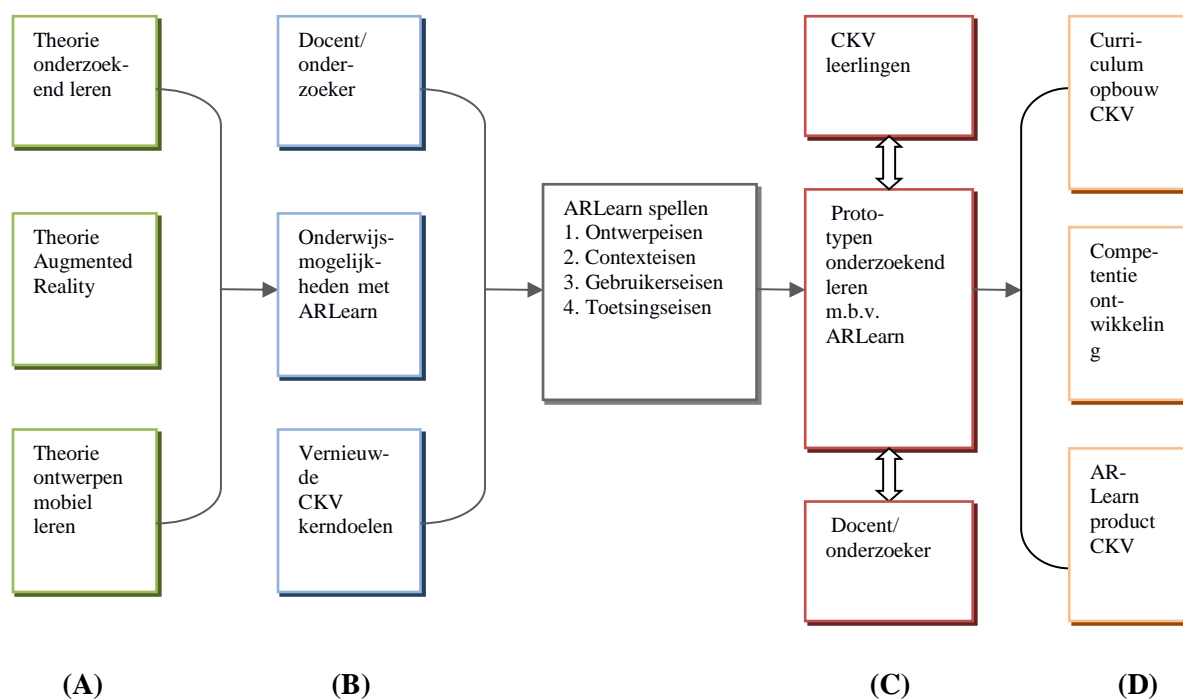 Theorie
onderzoek-
end leren
Theorie
Augmented
Reality
Theorie
ontwerpen
mobiel
leren
Docent/
onder-
zoeker
Onderwijs-
mogelijk-
heden met
ARLearn
Vernieuw-
de
CKV
kerndoelen
ARLearn spellen
1. Ontwerpeisen
2. Contexteisen
3. Gebruikerseisen
4. Toetsingseisen
CKV
leerlingen
Proto-
typen
onderzoekend
leren
m.b.v.
ARLearn
Docent/
onderzoeker
Curri-
culum
opbouw
CKV
Compe-
tentie
ont-
wikkelin
g
AR-
Learn
product
CKV
(A) (B) (C) (D)